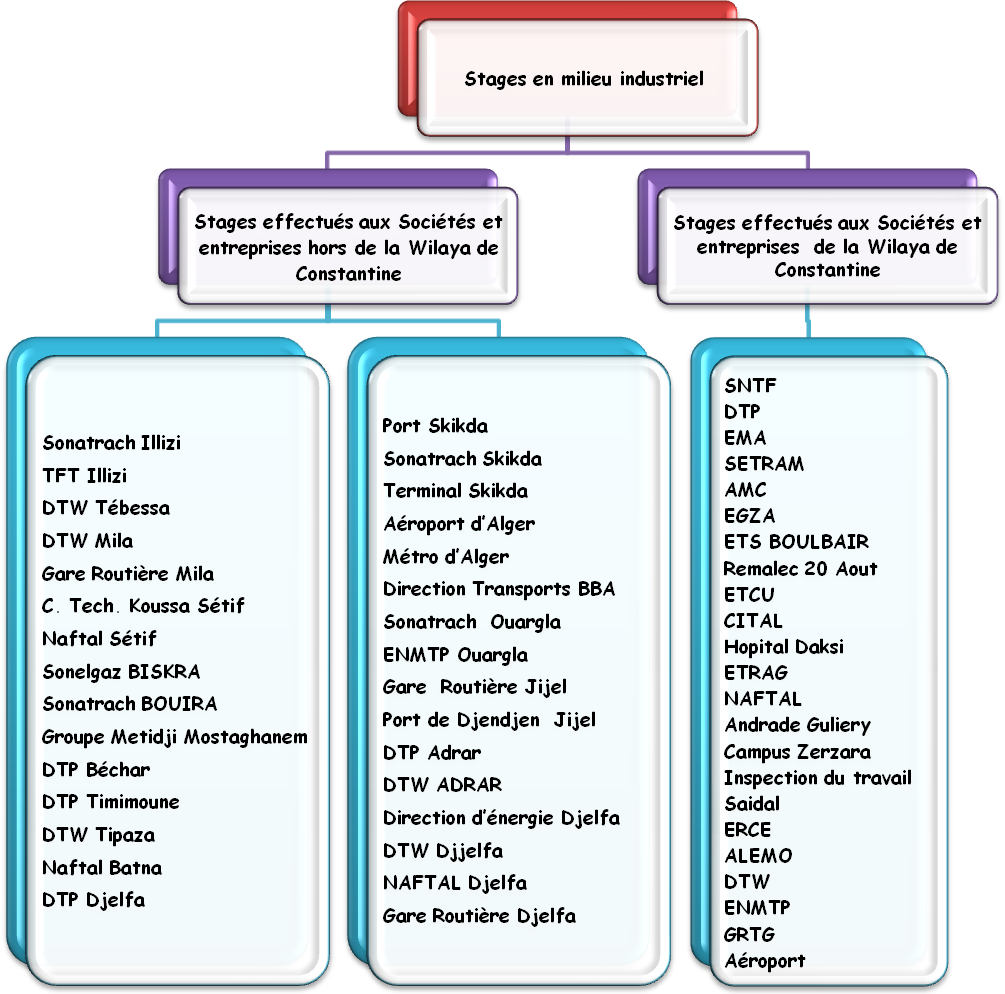 Stages en milieu industriel
Stages effectués aux Sociétés et
entreprises hors de la Wilaya de
Constantine
Stages effectués aux Sociétés et
entreprises de la Wilaya de
Constantine
Sonatrach Illizi
TFT Illizi
DTW Tébessa
DTW Mila
Gare Routière Mila
C. Tech. Koussa Sétif
Naftal Sétif
Sonelgaz BISKRA
Sonatrach BOUIRA
Groupe Metidji Mostaghanem
DTP Béchar
DTP Timimoune
DTW Tipaza
Naftal Batna
DTP Djelfa
Port Skikda
Sonatrach Skikda
Terminal Skikda
Aéroport d’Alger
Métro d’Alger
Direction Transports BBA
Sonatrach Ouargla
ENMTP Ouargla
Gare Routière Jijel
Port de Djendjen Jijel
DTP Adrar
DTW ADRAR
Direction d’énergie Djelfa
DTW Djjelfa
NAFTAL Djelfa
Gare Routière Djelfa
SNTF
DTP
EMA
SETRAM
AMC
EGZA
ETS BOULBAIR
Remalec 20 Aout
ETCU
CITAL
Hopital Daksi
ETRAG
NAFTAL
Andrade Guliery
Campus Zerzara
Inspection du travail
Saidal
ERCE
ALEMO
DTW
ENMTP
GRTG
Aéroport